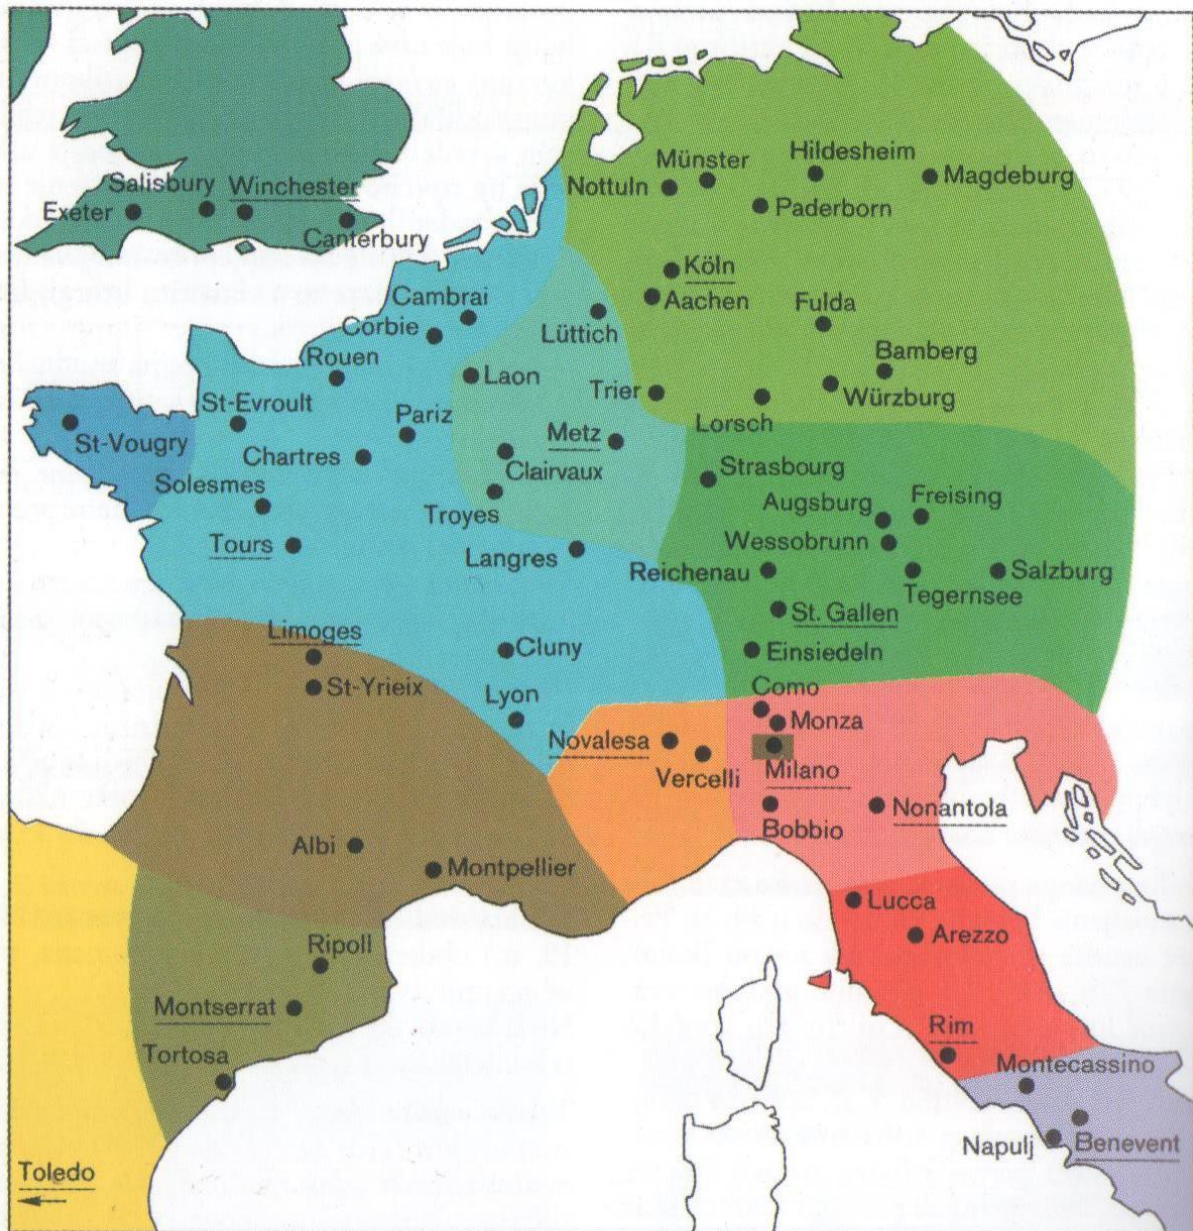 Münster
Hildesheim
Magdeburg
Nottuln
Paderborn
Salisbury
Winchester
Exeter
Canterbury
Köln
Aachen
Cambrai
Corbie
Lüttich
Fulda
Rouen
Laon
Bamberg
Trier
Würzburg
Lorsch
St-Evroult
Pariz
St-Vougry
Metz
Chartres
Clairvaux
Strasbourg
Solesmes
Augsburg
Freising
Troyes
Tours
Langres
Wessobrunn
Reichenau
Tegernsee
Salzburg
St. Gallen
Limoges
Cluny
Einsiedeln
St-Yrieix
Lyon
Como
Monza
Novalesa
Vercelli
Milano
Bobbio
Nonantola
Albi
Montpellier
Lucca
Arezzo
Ripoll
Montserrat
Rim
Tortosa
Montecassino
Napulj
Benevent
Toledo